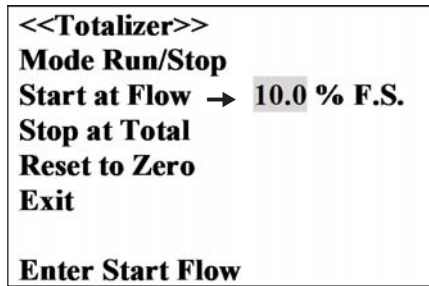 <<Totalizer>>
Mode Run/Stop
Start at Flow → 10.0 % F.S.
Stop at Total
Reset to Zero
Exit
Enter Start Flow